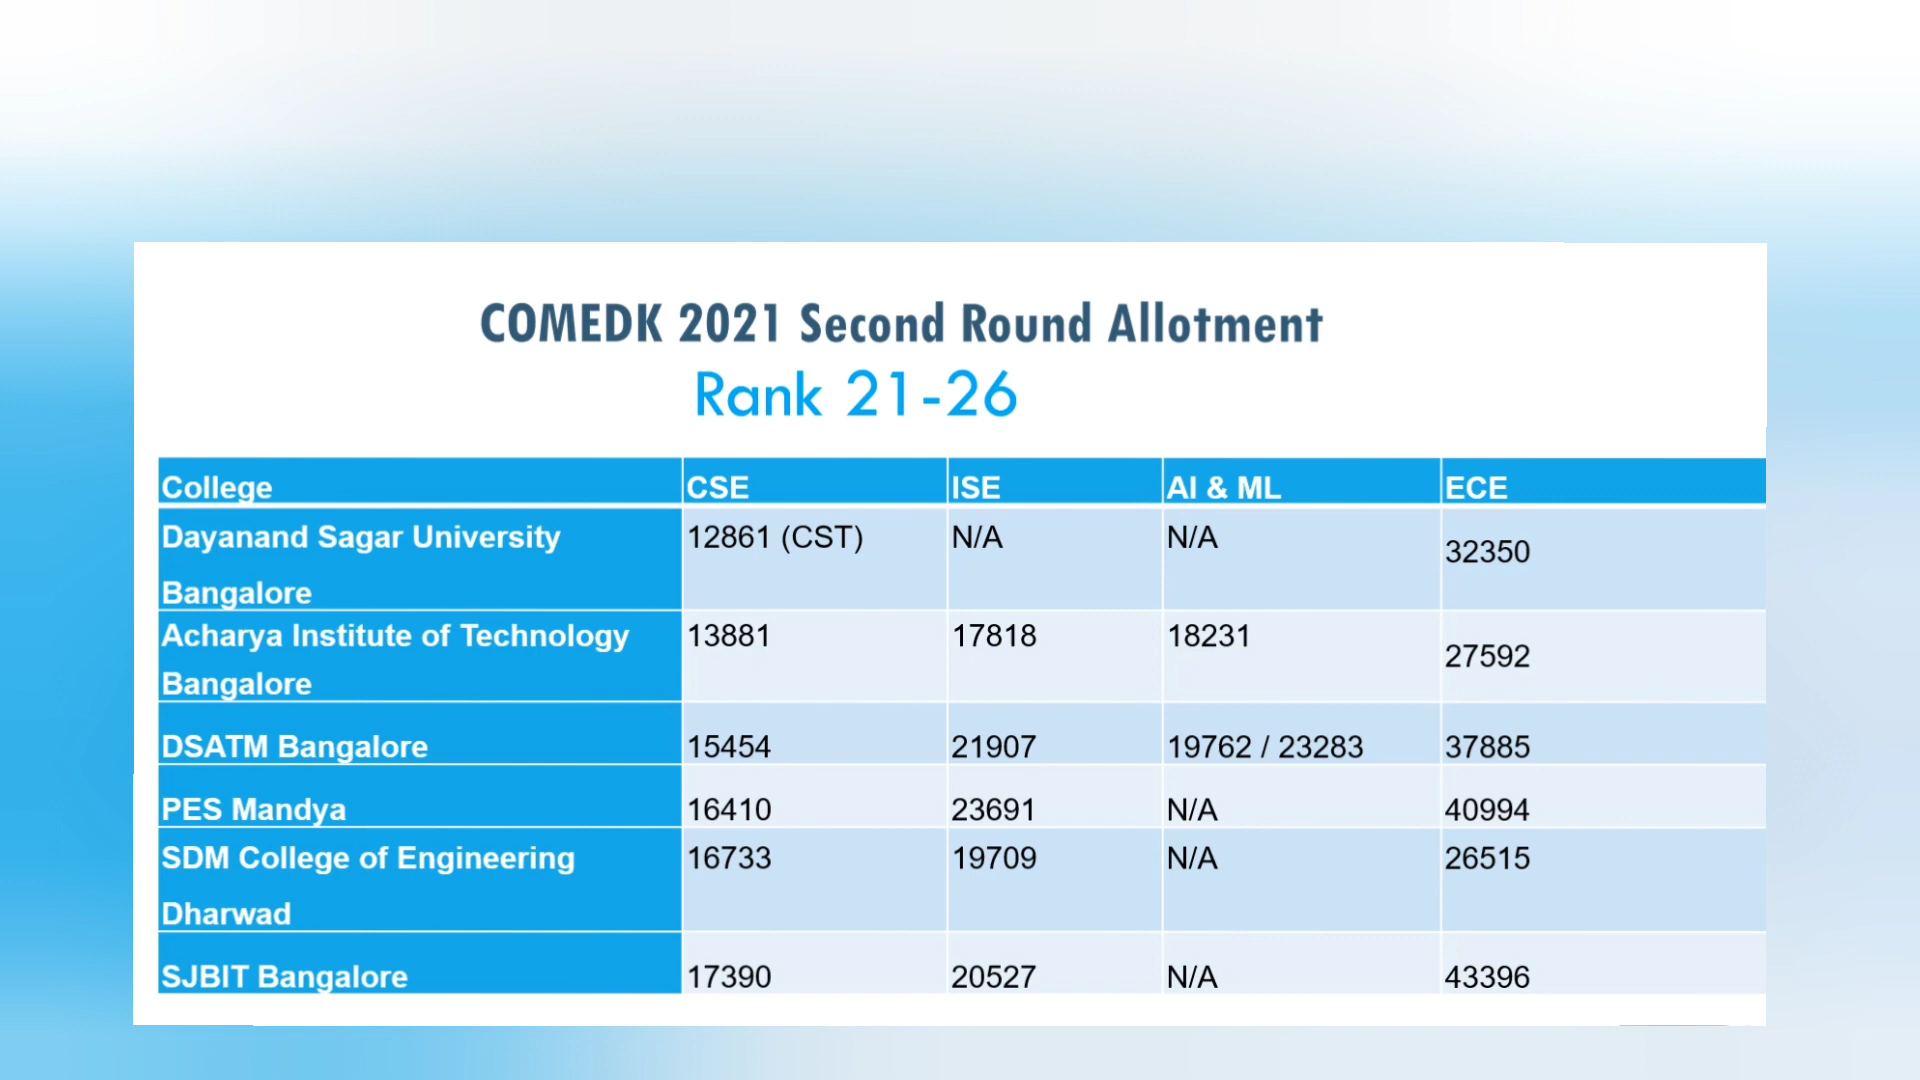 COMEDK 2021 Second Round Allotment
Rank 21-26
College CSE ISE AI & ML ECE
Dayanand Sagar University 12861 (CST) N/A N/A 32350
Bangalore
Acharya Institute of Technology 13881 17818 18231 27592
Bangalore
DSATM Bangalore 15454 21907 19762 / 23283 37885
PES Mandya 16410 23691 N/A 40994
SDM College of Engineering 16733 19709 N/A 26515
Dharwad
SJBIT Bangalore 17390 20527 N/A 43396